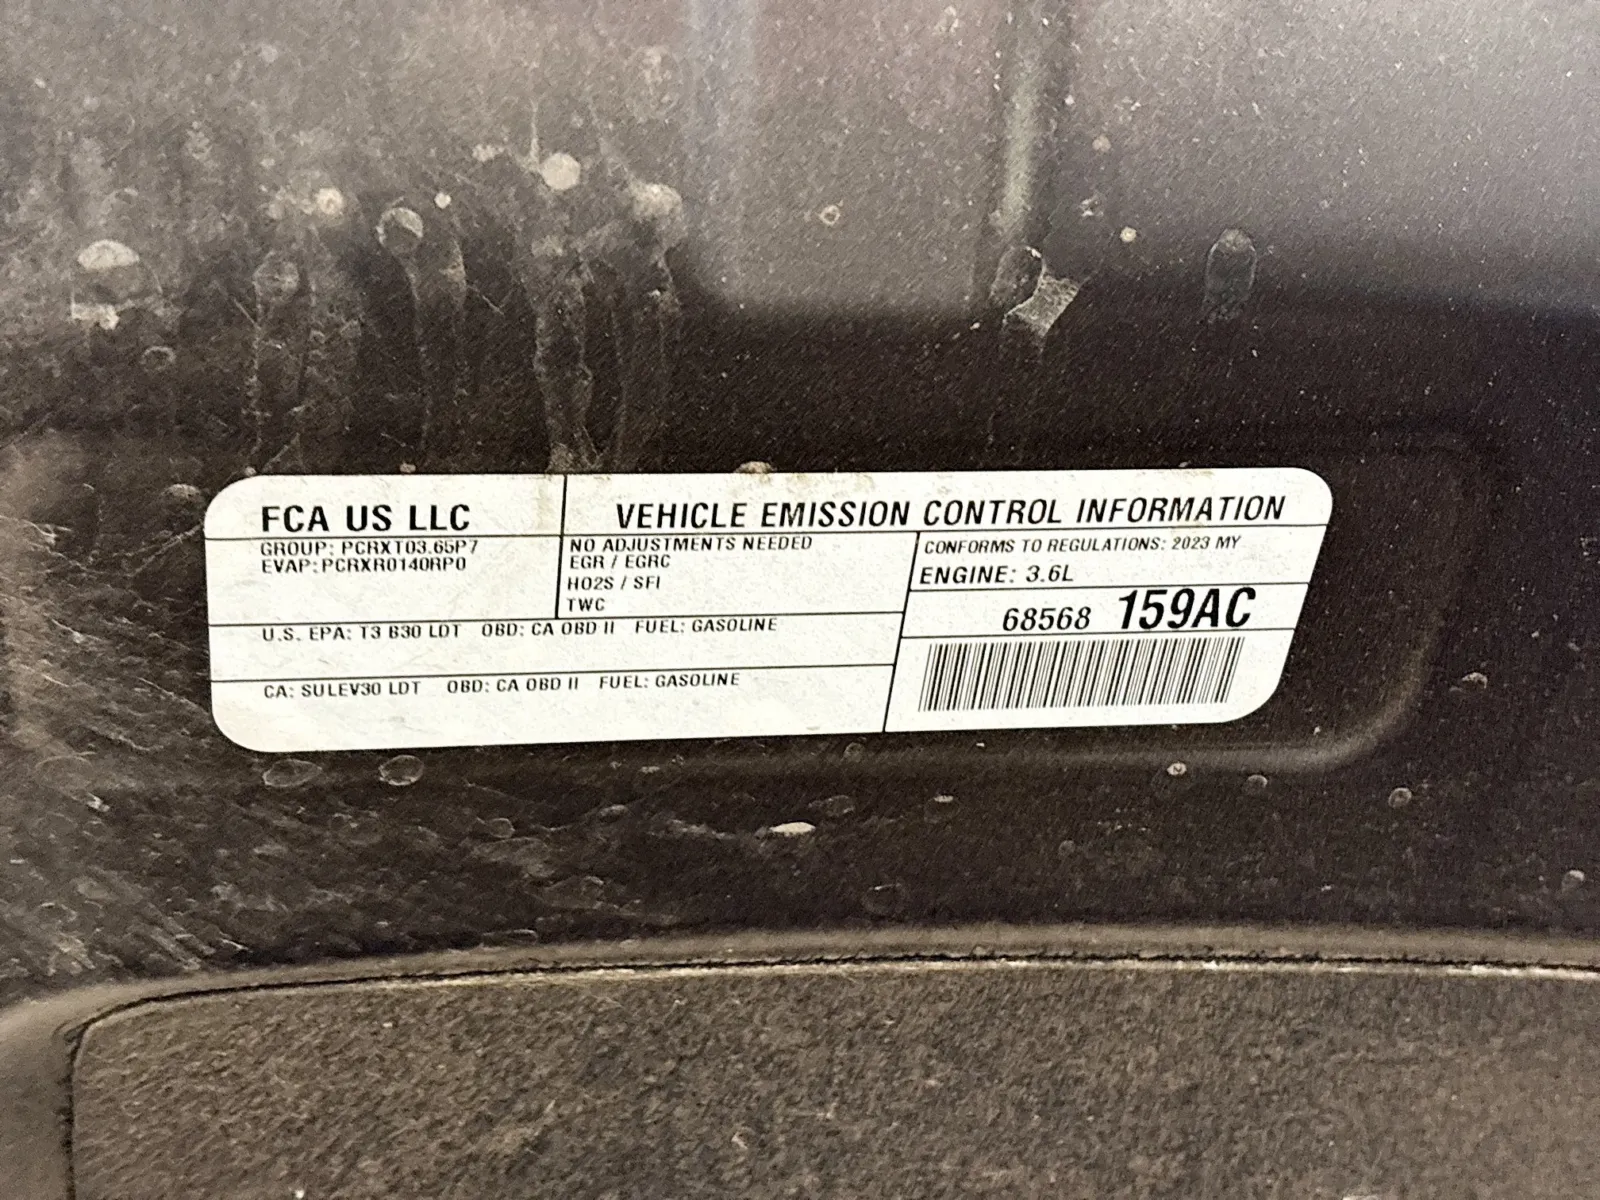 FCA US LLC
VEHICLE EMISSION CONTROL INFORMATION
GROUP: PCRXT03.65P7
EVAP: PCRXR0140RP0
NO ADJUSTMENTS NEEDED
EGR / EGRC
HO2S / SFI
TWC
CONFORMS TO REGULATIONS: 2023 MY
ENGINE: 3.6L
68568 159AC
U.S. EPA: T3 B30 LDT OBD: CA OBD II FUEL: GASOLINE
CA: SULEV30 LDT OBD: CA OBD II FUEL: GASOLINE